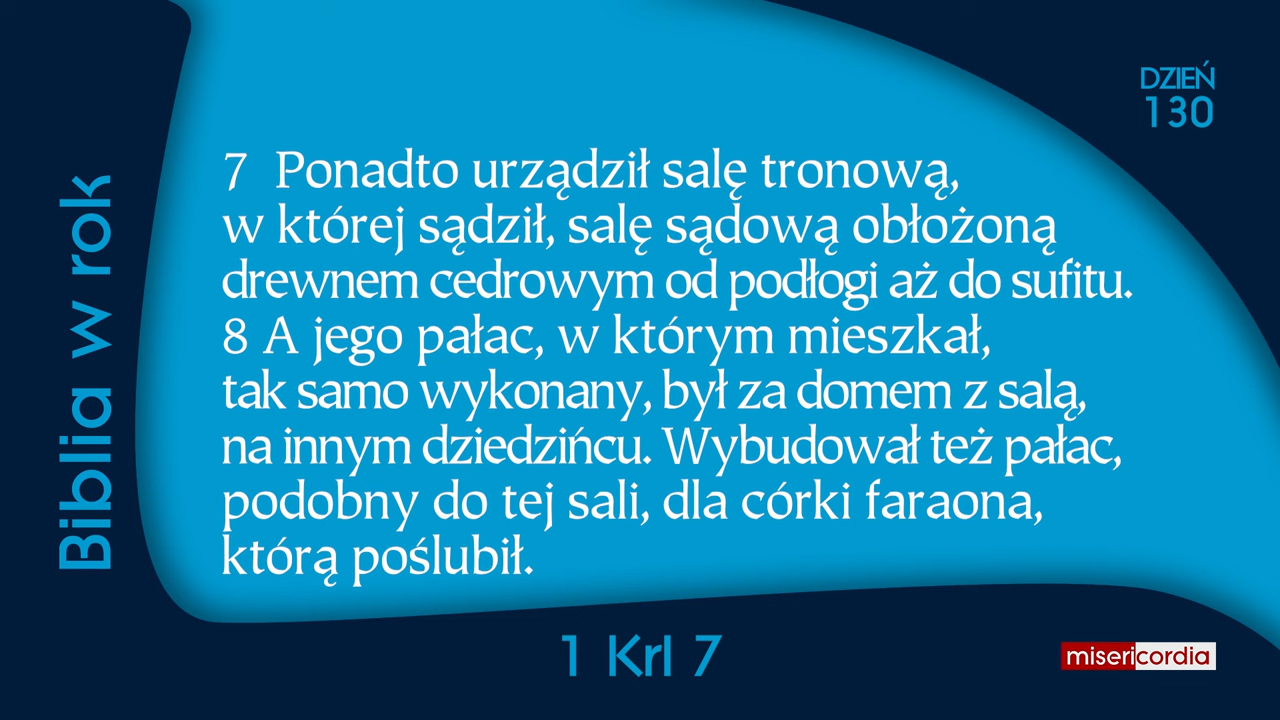 DZIEŃ
130
7 Ponadto urządził salę tronową,
w której sądził, salę sądową obłożoną
drewnem cedrowym od podłogi aż do sufitu.
8 A jego pałac, w którym mieszkał,
tak samo wykonany, był za domem z salą,
na innym dziedzińcu. Wybudował też pałac,
podobny do tej sali, dla córki faraona,
którą poślubił.
Biblia w rok
1 Krl 7
misericordia